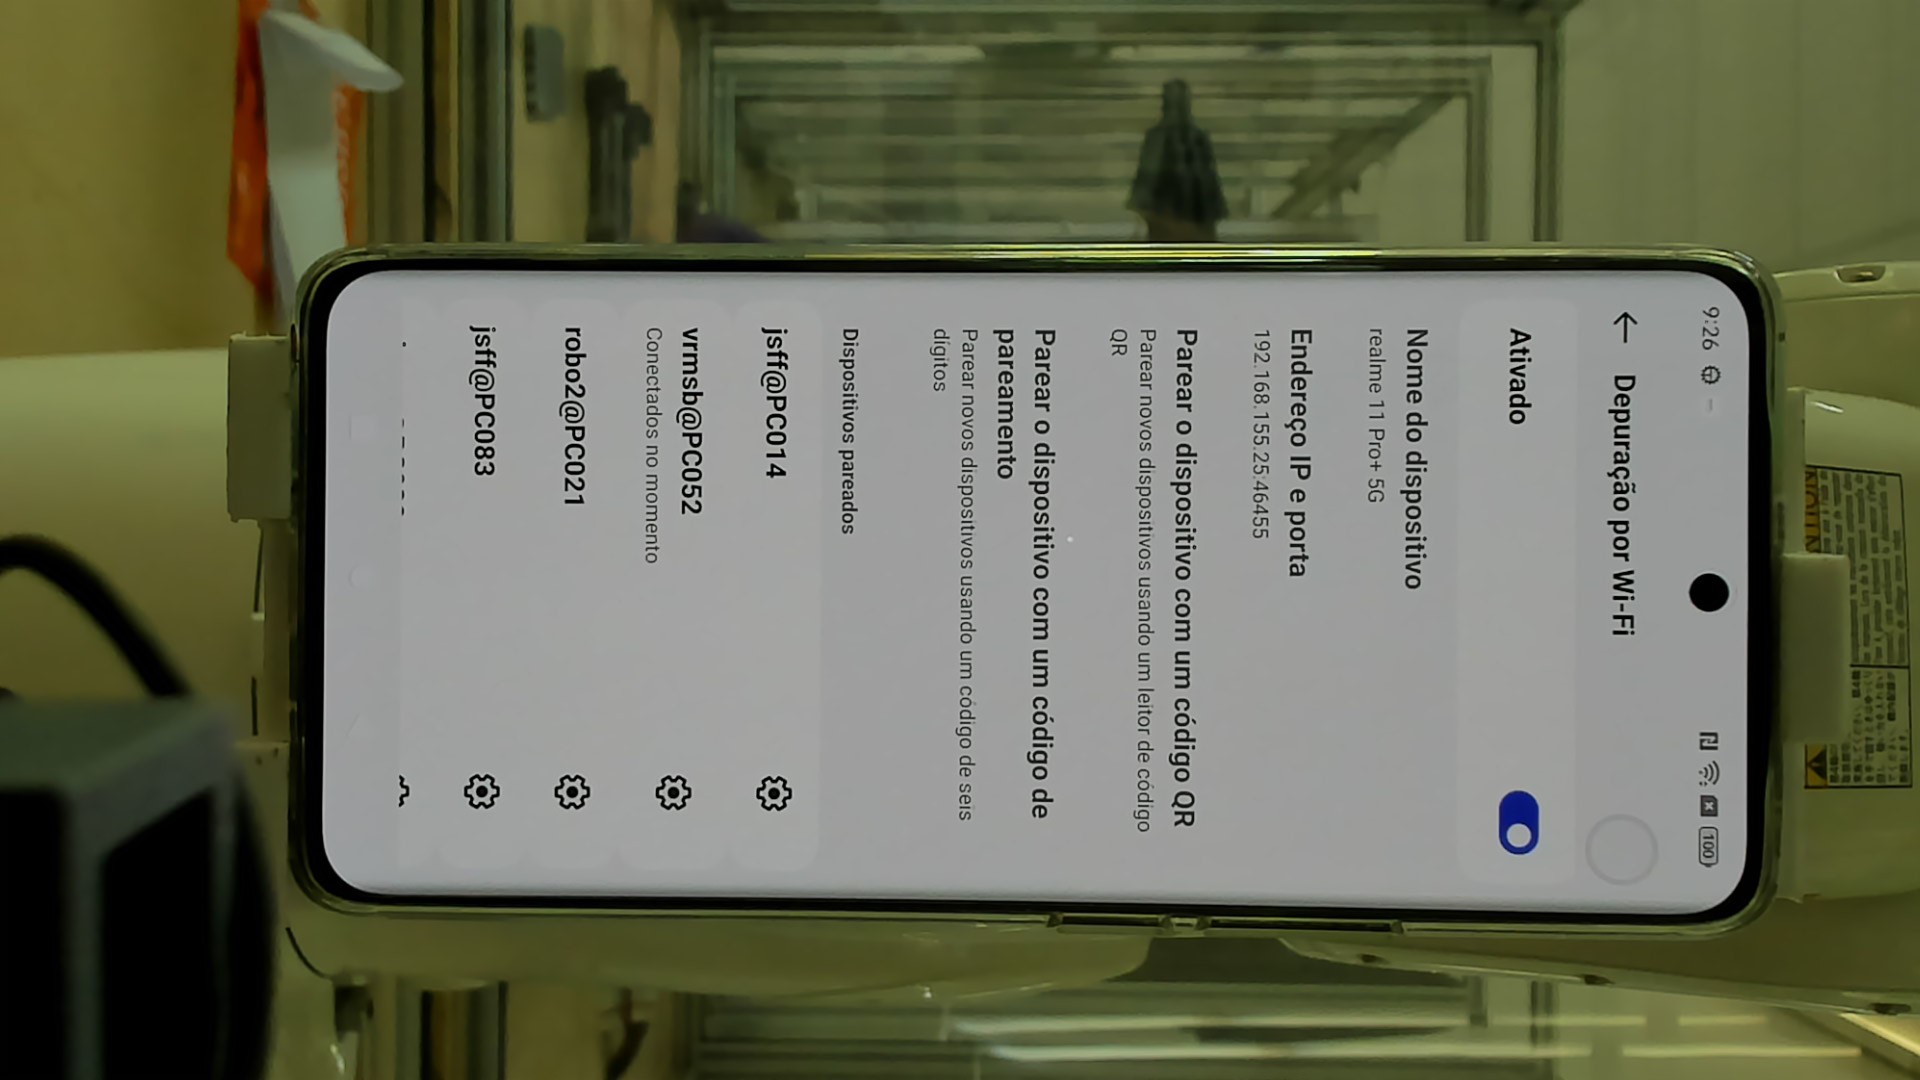 9:26
100
Depuração por Wi-Fi
Ativado
Nome do dispositivo
realme 11 Pro+ 5G
Endereço IP e porta
192.168.155.25:46455
Parear o dispositivo com um código QR
Parear novos dispositivos usando um leitor de código
QR
Parear o dispositivo com um código de
pareamento
Parear novos dispositivos usando um código de seis
dígitos
Dispositivos pareados
jsff@PC014
vrmsb@PC052
Conectados no momento
robo2@PC021
jsff@PC083